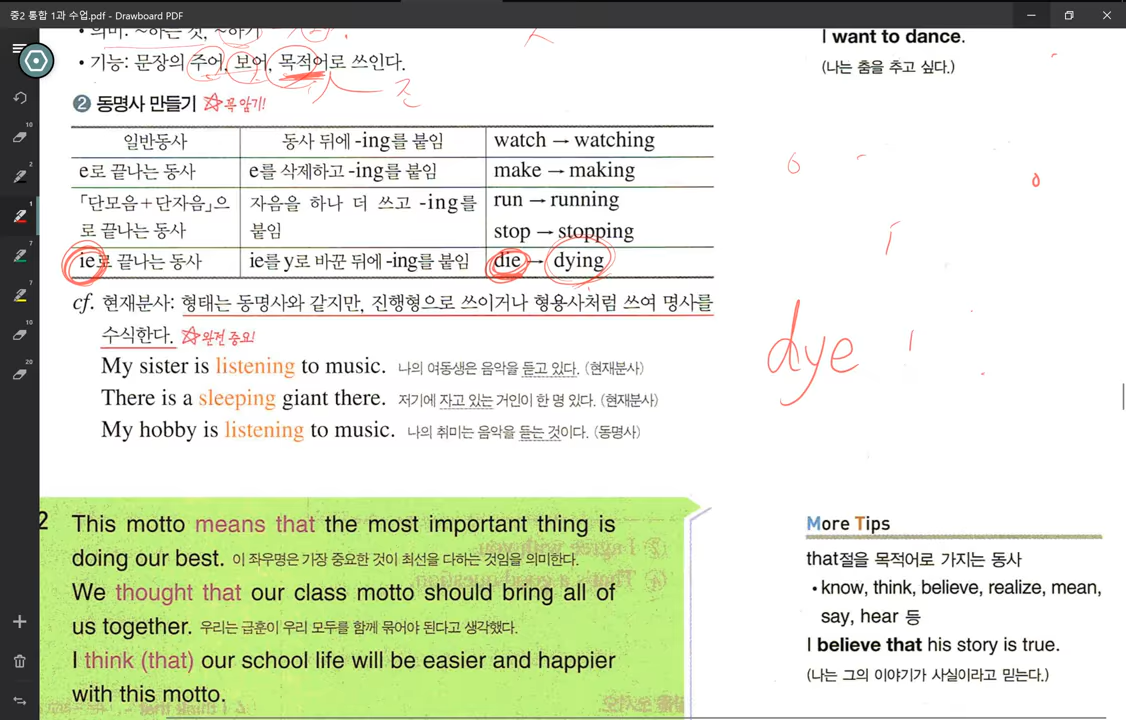 중2 통합 1과 수업.pdf - Drawboard PDF
• 의미: ~하는 것, ~하기
• 기능: 문장의 주어, 보어, 목적어로 쓰인다.
I want to dance.
(나는 춤을 추고 싶다.)
❷ 동명사 만들기 ☆꼭 암기!
일반동사 동사 뒤에 -ing를 붙임 watch → watching
e로 끝나는 동사 e를 삭제하고 -ing를 붙임 make → making
「단모음+단자음」으 자음을 하나 더 쓰고 -ing를 run → running
로 끝나는 동사 붙임 stop → stopping
ie로 끝나는 동사 ie를 y로 바꾼 뒤에 -ing를 붙임 die → dying
cf. 현재분사: 형태는 동명사와 같지만, 진행형으로 쓰이거나 형용사처럼 쓰여 명사를
수식한다. ☆완전 중요!
dye
My sister is listening to music. 나의 여동생은 음악을 듣고 있다. (현재분사)
There is a sleeping giant there. 저기에 자고 있는 거인이 한 명 있다. (현재분사)
My hobby is listening to music. 나의 취미는 음악을 듣는 것이다. (동명사)
2 This motto means that the most important thing is
doing our best. 이 좌우명은 가장 중요한 것이 최선을 다하는 것임을 의미한다.
We thought that our class motto should bring all of
us together. 우리는 급훈이 우리 모두를 함께 묶어야 된다고 생각했다.
I think (that) our school life will be easier and happier
with this motto.
More Tips
that절을 목적어로 가지는 동사
• know, think, believe, realize, mean,
say, hear 등
I believe that his story is true.
(나는 그의 이야기가 사실이라고 믿는다.)